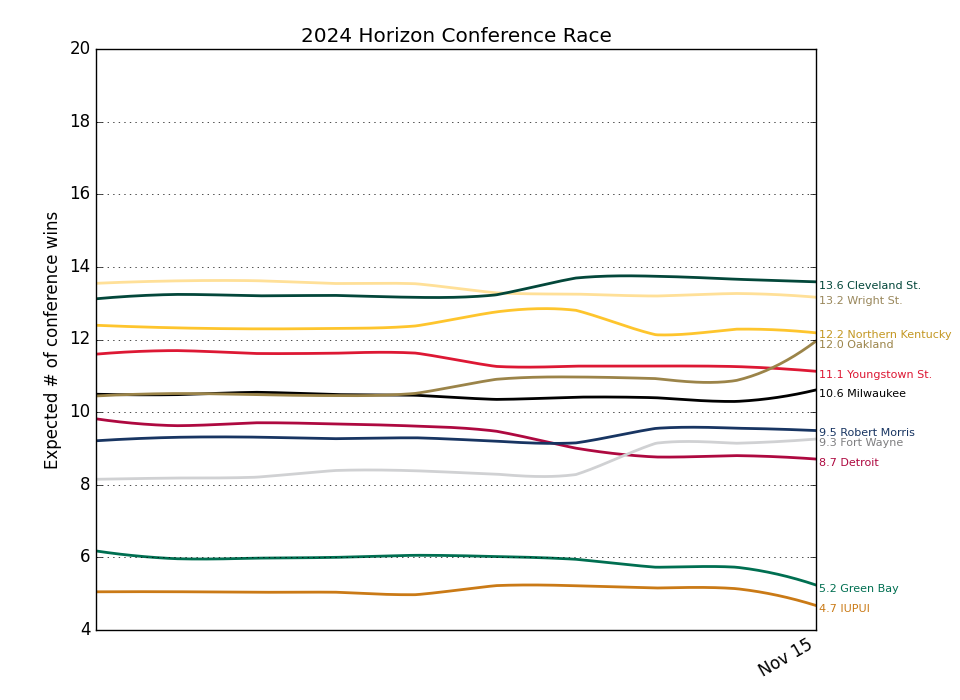 2024 Horizon Conference Race
Expected # of conference wins
20
18
16
14
12
10
8
6
4
13.6 Cleveland St.
13.2 Wright St.
12.2 Northern Kentucky
12.0 Oakland
11.1 Youngstown St.
10.6 Milwaukee
9.5 Robert Morris
9.3 Fort Wayne
8.7 Detroit
5.2 Green Bay
4.7 IUPUI
Nov 15